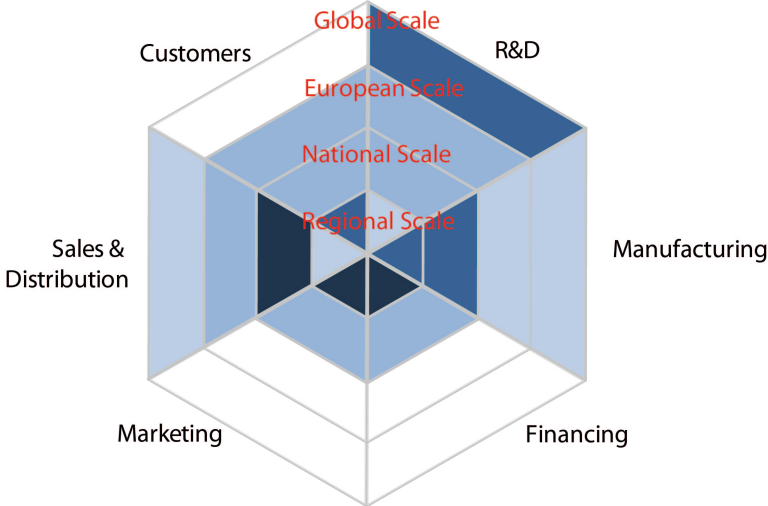 Global Scale
Customers
R&D
European Scale
National Scale
Regional Scale
Sales &
Distribution
Manufacturing
Marketing
Financing